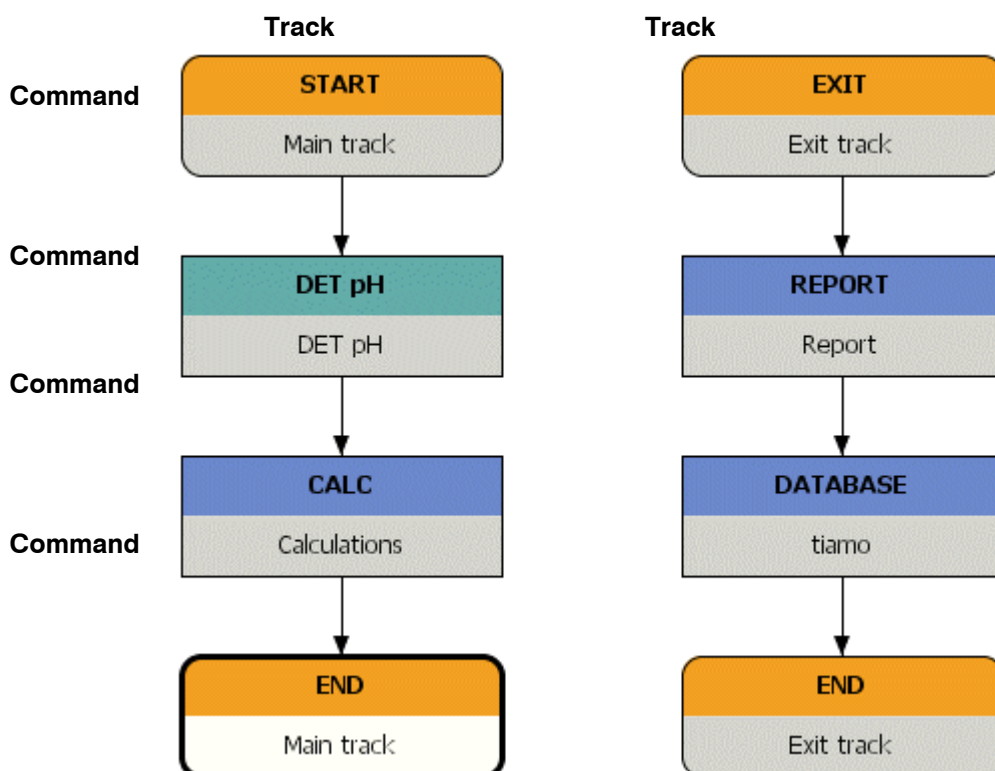 Track
Track
Command
START
Main track
EXIT
Exit track
Command
DET pH
DET pH
REPORT
Report
Command
CALC
Calculations
DATABASE
tiamo
Command
END
Main track
END
Exit track